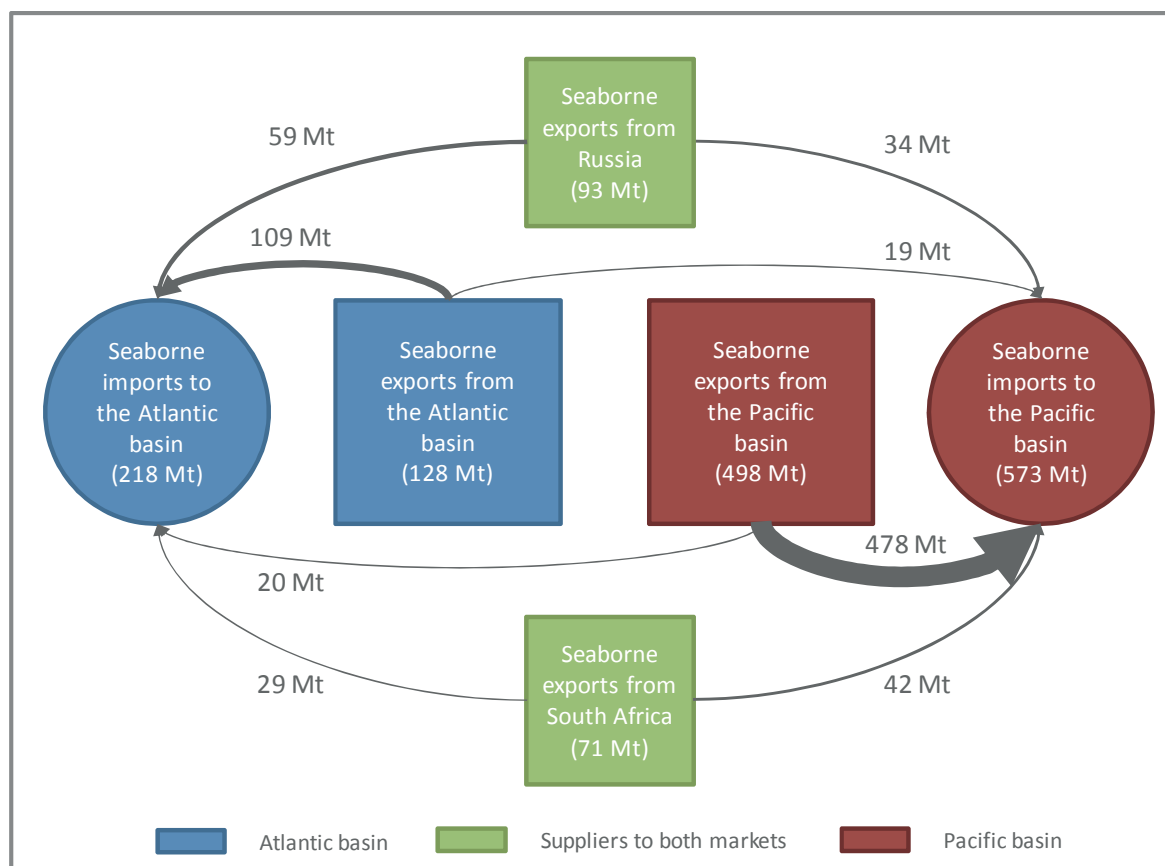 Seaborne
exports from
Russia
(93 Mt)
59 Mt
34 Mt
109 Mt
19 Mt
Seaborne
imports to
the Atlantic
basin
(218 Mt)
Seaborne
exports from
the Atlantic
basin
(128 Mt)
Seaborne
exports from
the Pacific
basin
(498 Mt)
Seaborne
imports to
the Pacific
basin
(573 Mt)
478 Mt
20 Mt
29 Mt
42 Mt
Seaborne
exports from
South Africa
(71 Mt)
Atlantic basin
Suppliers to both markets
Pacific basin